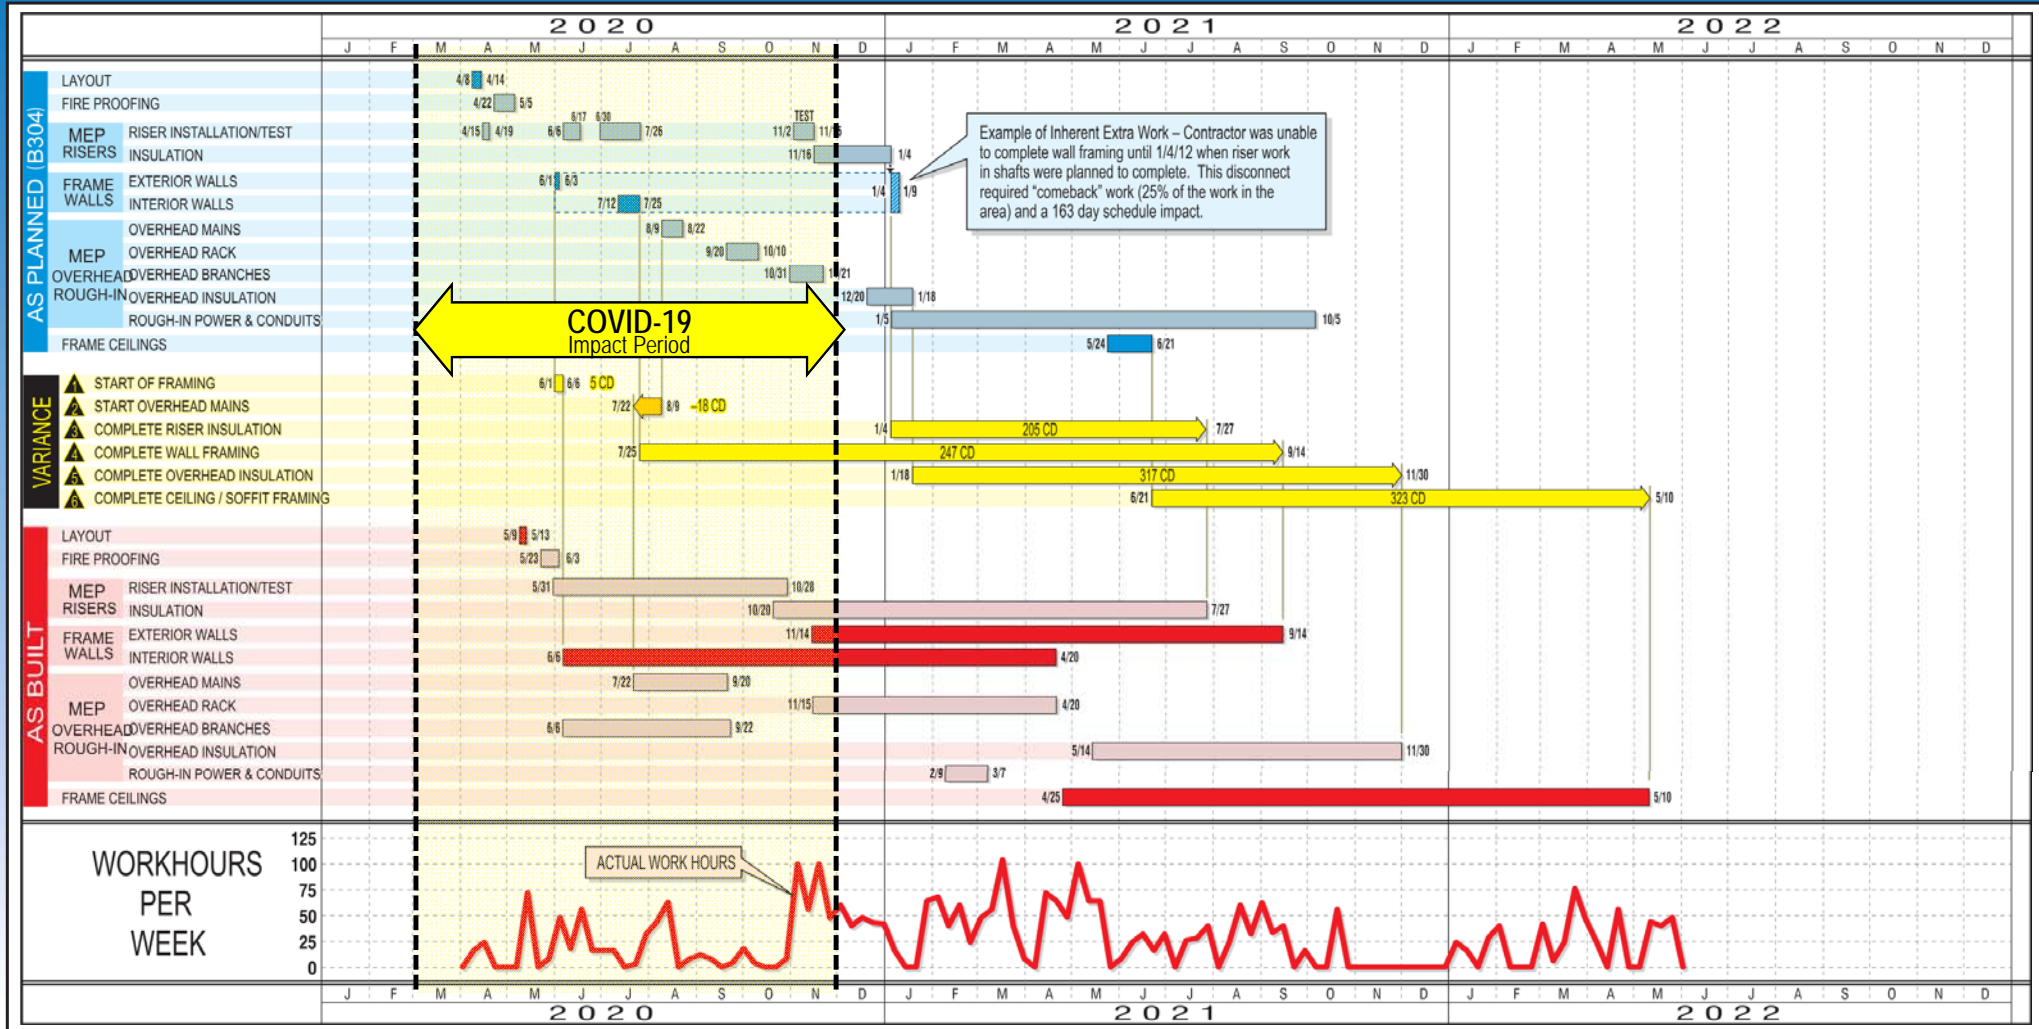 2020 2021 2022
J F M A M J J A S O N D J F M A M J J A S O N D J F M A M J J A S O N D
AS PLANNED (B304)
LAYOUT 4/8 4/14
FIRE PROOFING 4/22 5/5
MEP RISERS
RISER INSTALLATION/TEST 4/15 4/19 6/6 6/17 6/30 7/26 11/2 TEST
INSULATION 11/16 1/4
FRAME WALLS
EXTERIOR WALLS 6/1 6/3 1/4 1/9
INTERIOR WALLS 7/12 7/25
MEP OVERHEAD ROUGH-IN
OVERHEAD MAINS 8/9 8/22
OVERHEAD RACK 9/20 10/10
OVERHEAD BRANCHES 10/31
OVERHEAD INSULATION 12/20 1/18
ROUGH-IN POWER & CONDUITS 1/5 10/5
FRAME CEILINGS 5/24 6/21
Example of Inherent Extra Work – Contractor was unable
to complete wall framing until 1/4/12 when riser work
in shafts were planned to complete. This disconnect
required “comeback” work (25% of the work in the
area) and a 163 day schedule impact.
COVID-19
Impact Period
VARIANCE
1 START OF FRAMING 6/1 6/6 5 CD
2 START OVERHEAD MAINS 7/22 8/9 –18 CD
3 COMPLETE RISER INSULATION 1/4 205 CD 7/27
4 COMPLETE WALL FRAMING 7/25 247 CD 9/14
5 COMPLETE OVERHEAD INSULATION 1/18 317 CD 11/30
6 COMPLETE CEILING / SOFFIT FRAMING 6/21 323 CD 5/10
AS BUILT
LAYOUT 5/9 5/13
FIRE PROOFING 5/23 6/3
MEP RISERS
RISER INSTALLATION/TEST 5/31 10/28
INSULATION 10/20 7/27
FRAME WALLS
EXTERIOR WALLS 11/14 9/14
INTERIOR WALLS 6/6 4/20
MEP OVERHEAD ROUGH-IN
OVERHEAD MAINS 7/22 9/20
OVERHEAD RACK 11/15 4/20
OVERHEAD BRANCHES 6/6 9/22
OVERHEAD INSULATION 5/14 11/30
ROUGH-IN POWER & CONDUITS 2/9 3/7
FRAME CEILINGS 4/25 5/10
WORKHOURS
PER
WEEK
125
100
75
50
25
0
ACTUAL WORK HOURS
J F M A M J J A S O N D J F M A M J J A S O N D J F M A M J J A S O N D
2020 2021 2022